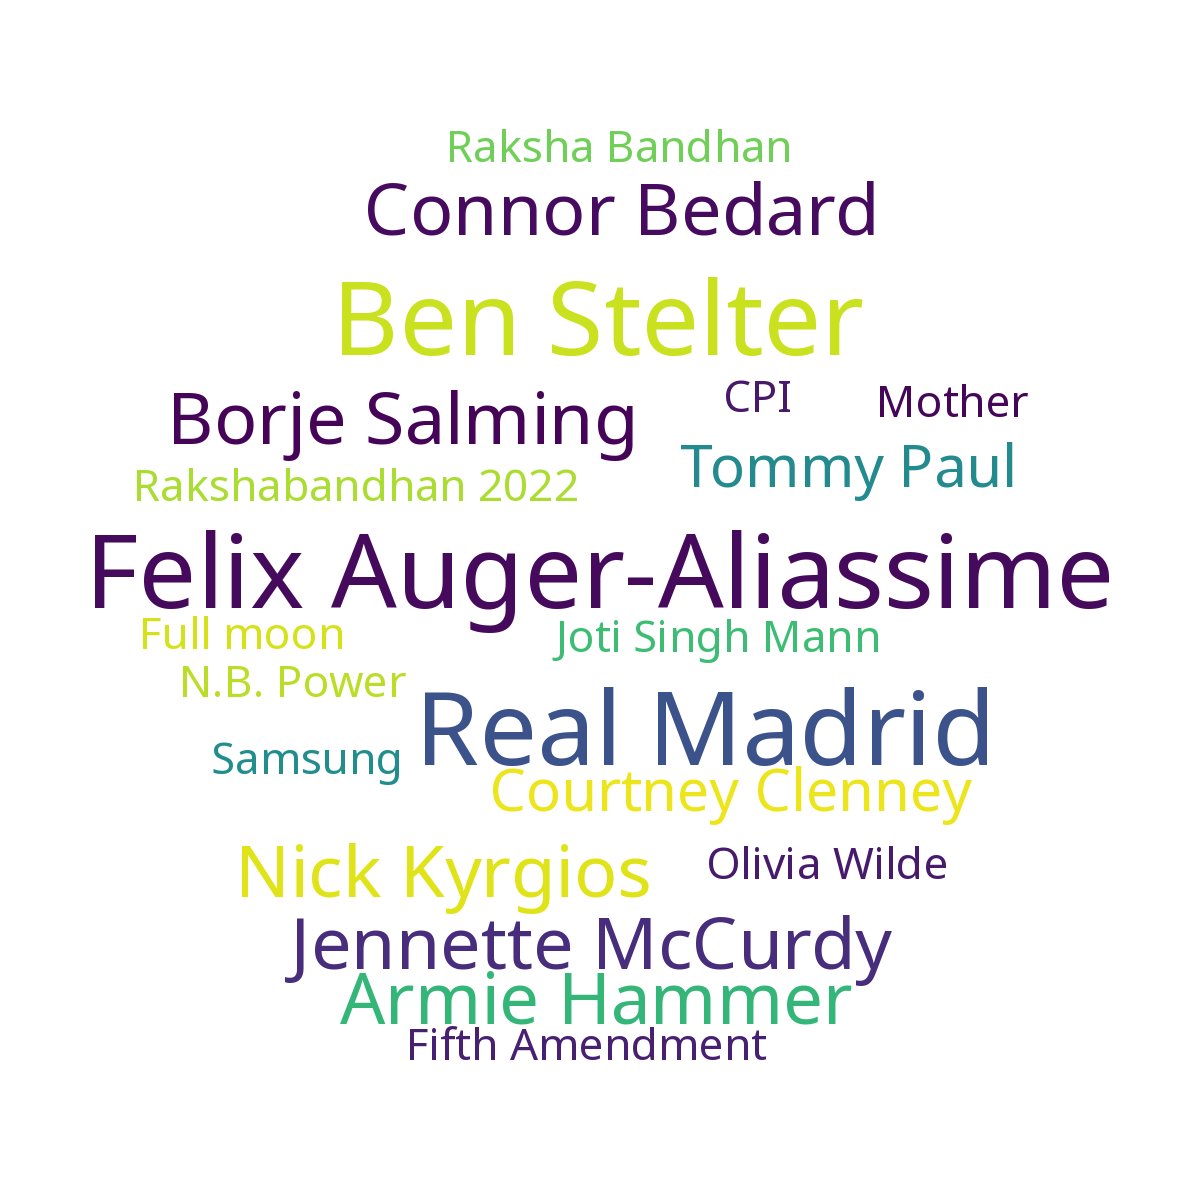 Raksha Bandhan
Connor Bedard
Ben Stelter
Borje Salming
CPI
Mother
Tommy Paul
Rakshabandhan 2022
Felix Auger-Aliassime
Full moon
Joti Singh Mann
N.B. Power
Real Madrid
Samsung
Courtney Clenney
Nick Kyrgios
Olivia Wilde
Jennette McCurdy
Armie Hammer
Fifth Amendment